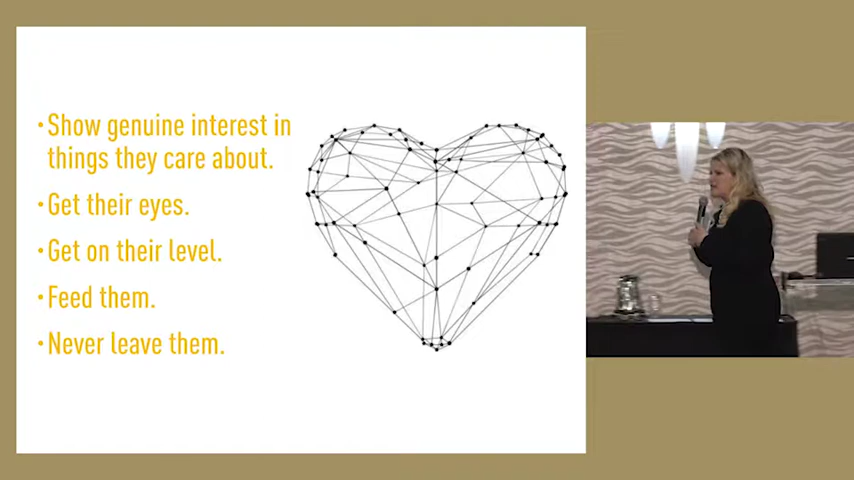 •Show genuine interest in
things they care about.
•Get their eyes.
•Get on their level.
•Feed them.
•Never leave them.